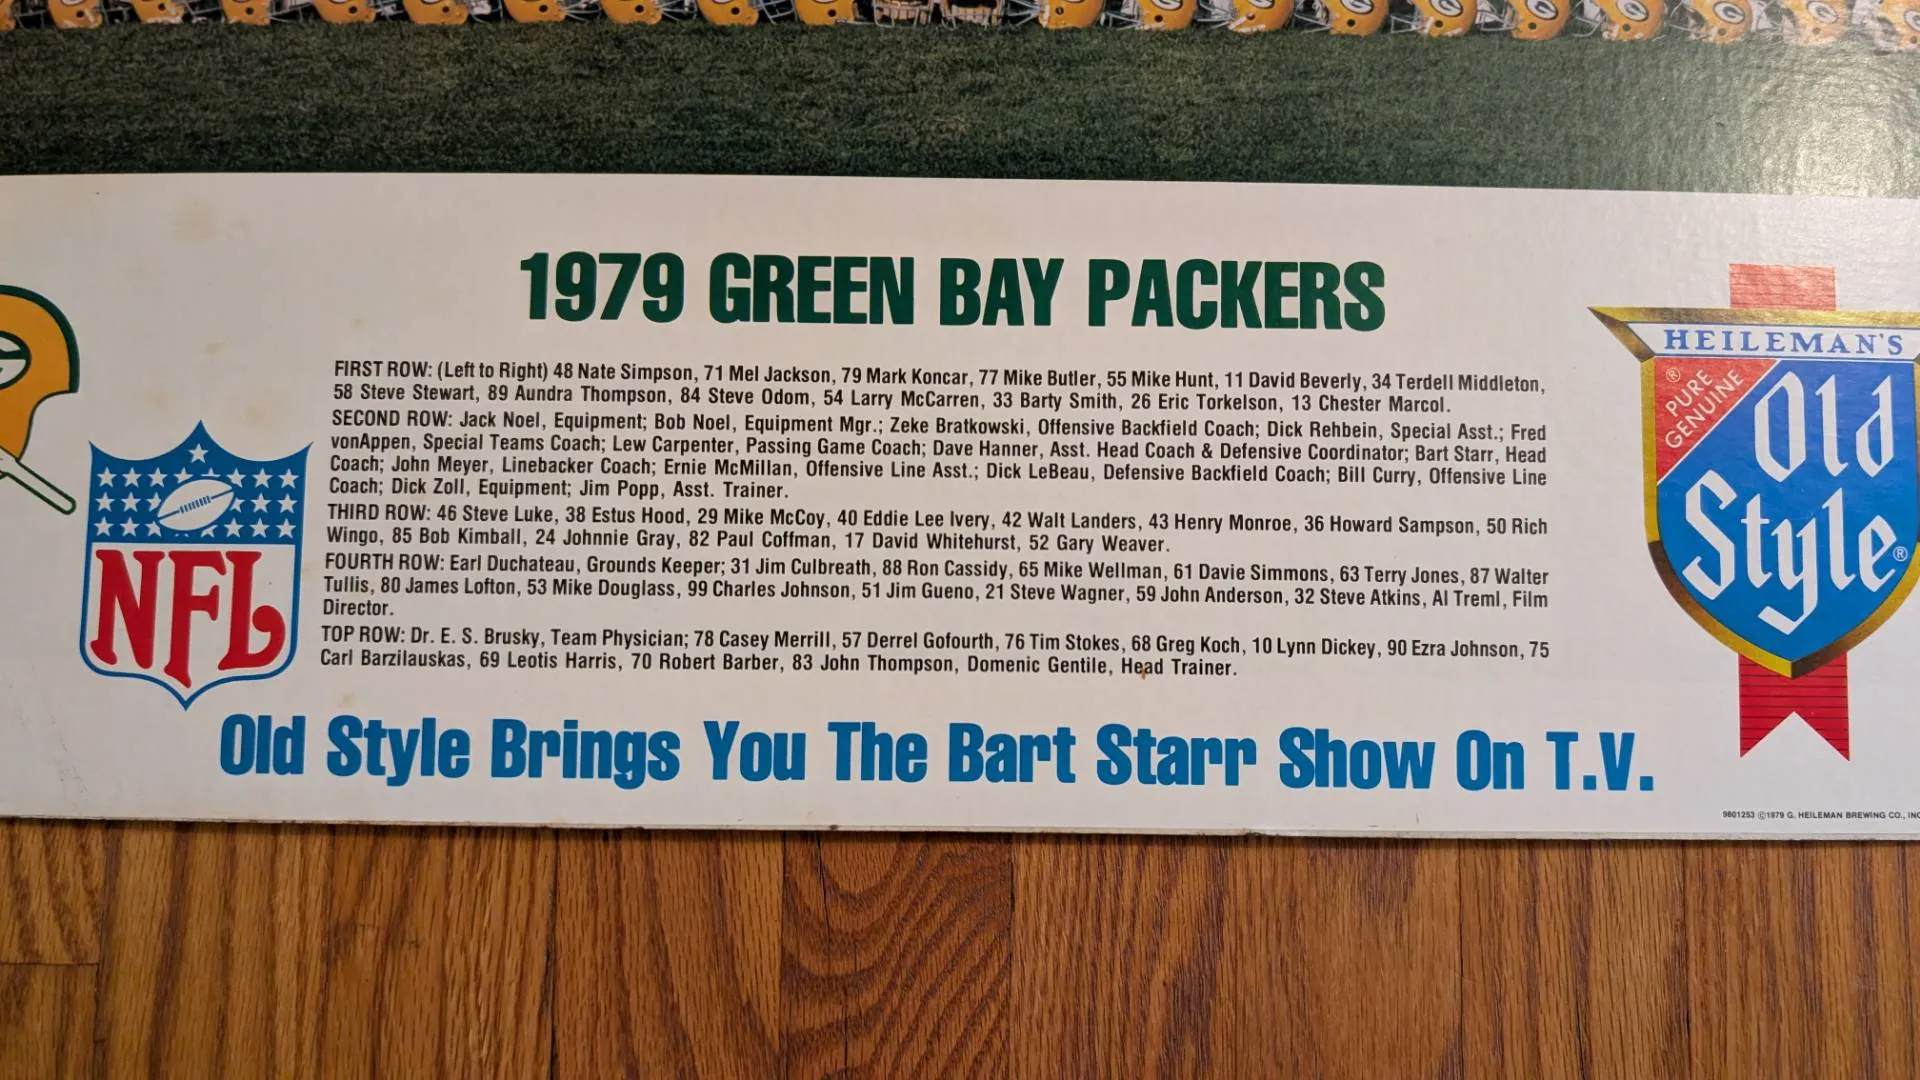 1979 GREEN BAY PACKERS
FIRST ROW: (Left to Right) 48 Nate Simpson, 71 Mel Jackson, 79 Mark Koncar, 77 Mike Butler, 55 Mike Hunt, 11 David Beverly, 34 Terdell Middleton,
58 Steve Stewart, 89 Aundra Thompson, 84 Steve Odom, 54 Larry McCarren, 33 Barty Smith, 26 Eric Torkelson, 13 Chester Marcol.
SECOND ROW: Jack Noel, Equipment; Bob Noel, Equipment Mgr.; Zeke Bratkowski, Offensive Backfield Coach; Dick Rehbein, Special Asst.; Fred
vonAppen, Special Teams Coach; Lew Carpenter, Passing Game Coach; Dave Hanner, Asst. Head Coach & Defensive Coordinator; Bart Starr, Head
Coach; John Meyer, Linebacker Coach; Ernie McMillan, Offensive Line Asst.; Dick LeBeau, Defensive Backfield Coach; Bill Curry, Offensive Line
Coach; Dick Zoll, Equipment; Jim Popp, Asst. Trainer.
THIRD ROW: 46 Steve Luke, 38 Estus Hood, 29 Mike McCoy, 40 Eddie Lee Ivery, 42 Walt Landers, 43 Henry Monroe, 36 Howard Sampson, 50 Rich
Wingo, 85 Bob Kimball, 24 Johnnie Gray, 82 Paul Coffman, 17 David Whitehurst, 52 Gary Weaver.
FOURTH ROW: Earl Duchateau, Grounds Keeper; 31 Jim Culbreath, 88 Ron Cassidy, 65 Mike Wellman, 61 Davie Simmons, 63 Terry Jones, 87 Walter
Tullis, 80 James Lofton, 53 Mike Douglass, 99 Charles Johnson, 51 Jim Gueno, 21 Steve Wagner, 59 John Anderson, 32 Steve Atkins, Al Treml, Film
Director.
TOP ROW: Dr. E. S. Brusky, Team Physician; 78 Casey Merrill, 57 Derrel Gofourth, 76 Tim Stokes, 68 Greg Koch, 10 Lynn Dickey, 90 Ezra Johnson, 75
Carl Barzilauskas, 69 Leotis Harris, 70 Robert Barber, 83 John Thompson, Domenic Gentile, Head Trainer.
NFL
HEILEMAN'S
® PURE
GENUINE
Old
Style®
Old Style Brings You The Bart Starr Show On T.V.
9801253 ©1979 G. HEILEMAN BREWING CO., INC